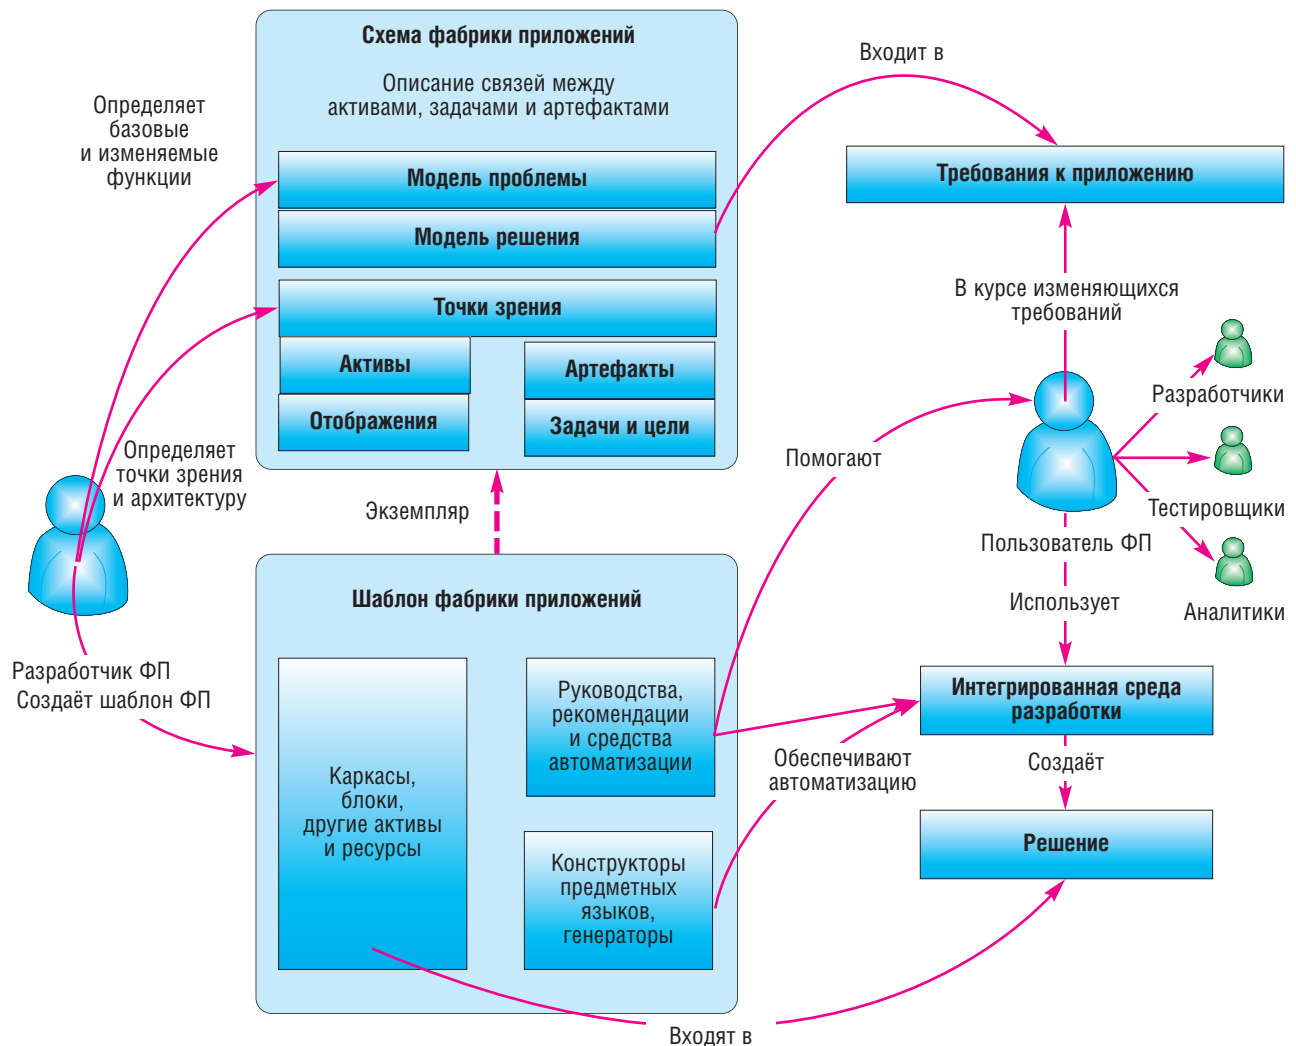 Схема фабрики приложений
Описание связей между
активами, задачами и артефактами
Модель проблемы
Модель решения
Точки зрения
Активы
Артефакты
Отображения
Задачи и цели
Определяет
базовые
и изменяемые
функции
Определяет
точки зрения
и архитектуру
Разработчик ФП
Создаёт шаблон ФП
Экземпляр
Шаблон фабрики приложений
Каркасы,
блоки,
другие активы
и ресурсы
Руководства,
рекомендации
и средства
автоматизации
Конструкторы
предметных
языков,
генераторы
Входит в
Требования к приложению
В курсе изменяющихся
требований
Помогают
Разработчики
Тестировщики
Аналитики
Пользователь ФП
Использует
Интегрированная среда
разработки
Обеспечивают
автоматизацию
Создаёт
Решение
Входят в